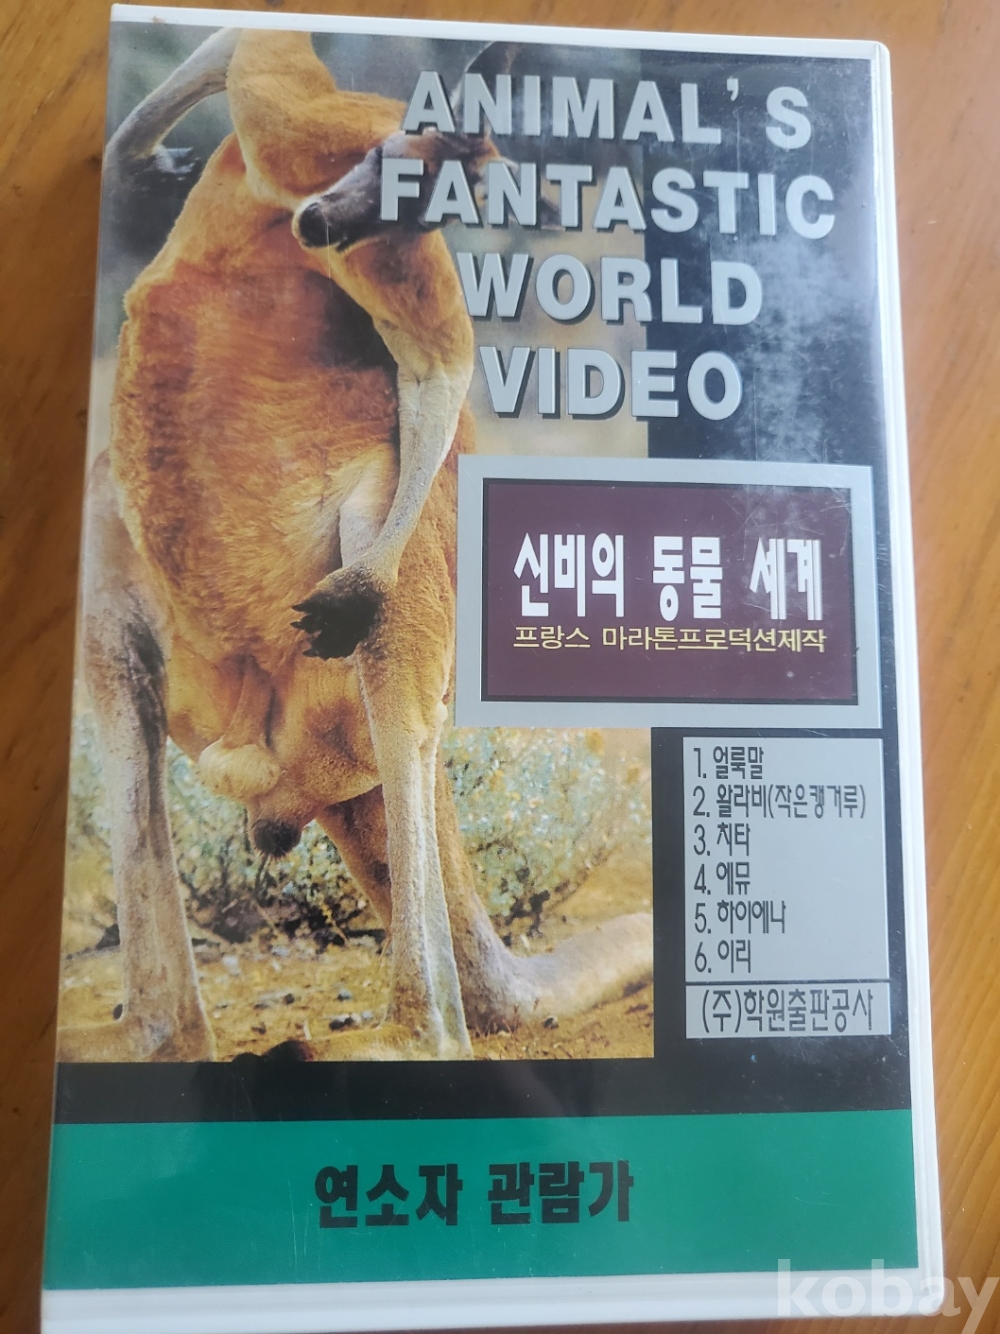 ANIMAL'S
FANTASTIC
WORLD
VIDEO
신비의 동물 세계
프랑스 마라톤프로덕션제작
1. 얼룩말
2. 왈라비(작은캥거루)
3. 치타
4. 에뮤
5. 하이에나
6. 이리
(주)학원출판공사
연소자 관람가
kobay